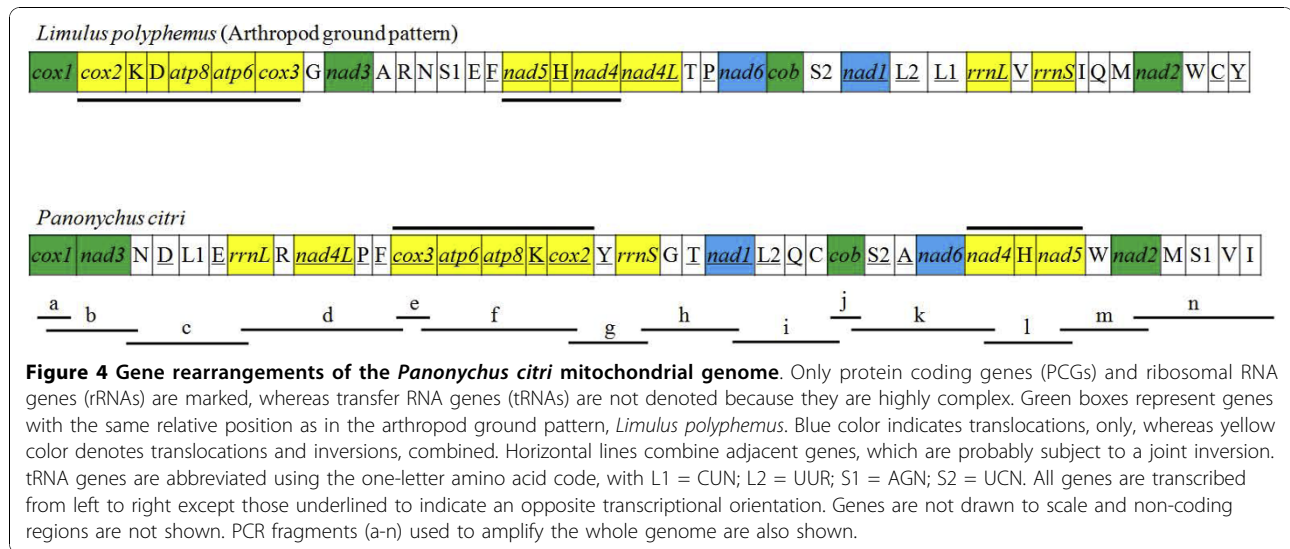 Limulus polyphemus (Arthropod ground pattern)
cox1 cox2 K D atp8 atp6 cox3 G nad3 A R N S1 E F nad5 H nad4 nad4L T P nad6 cob S2 nad1 L2 L1 rrnL V rrnS I Q M nad2 W C Y
Panonychus citri
cox1 nad3 N D L1 E rrnL R nad4L P F cox3 atp6 atp8 K cox2 Y rrnS G T nad1 L2 Q C cob S2 A nad6 nad4 H nad5 W nad2 M S1 V I
a b c d e f g h i j k l m n
Figure 4 Gene rearrangements of the Panonychus citri mitochondrial genome. Only protein coding genes (PCGs) and ribosomal RNA
genes (rRNAs) are marked, whereas transfer RNA genes (tRNAs) are not denoted because they are highly complex. Green boxes represent genes
with the same relative position as in the arthropod ground pattern, Limulus polyphemus. Blue color indicates translocations, only, whereas yellow
color denotes translocations and inversions, combined. Horizontal lines combine adjacent genes, which are probably subject to a joint inversion.
tRNA genes are abbreviated using the one-letter amino acid code, with L1 = CUN; L2 = UUR; S1 = AGN; S2 = UCN. All genes are transcribed
from left to right except those underlined to indicate an opposite transcriptional orientation. Genes are not drawn to scale and non-coding
regions are not shown. PCR fragments (a-n) used to amplify the whole genome are also shown.